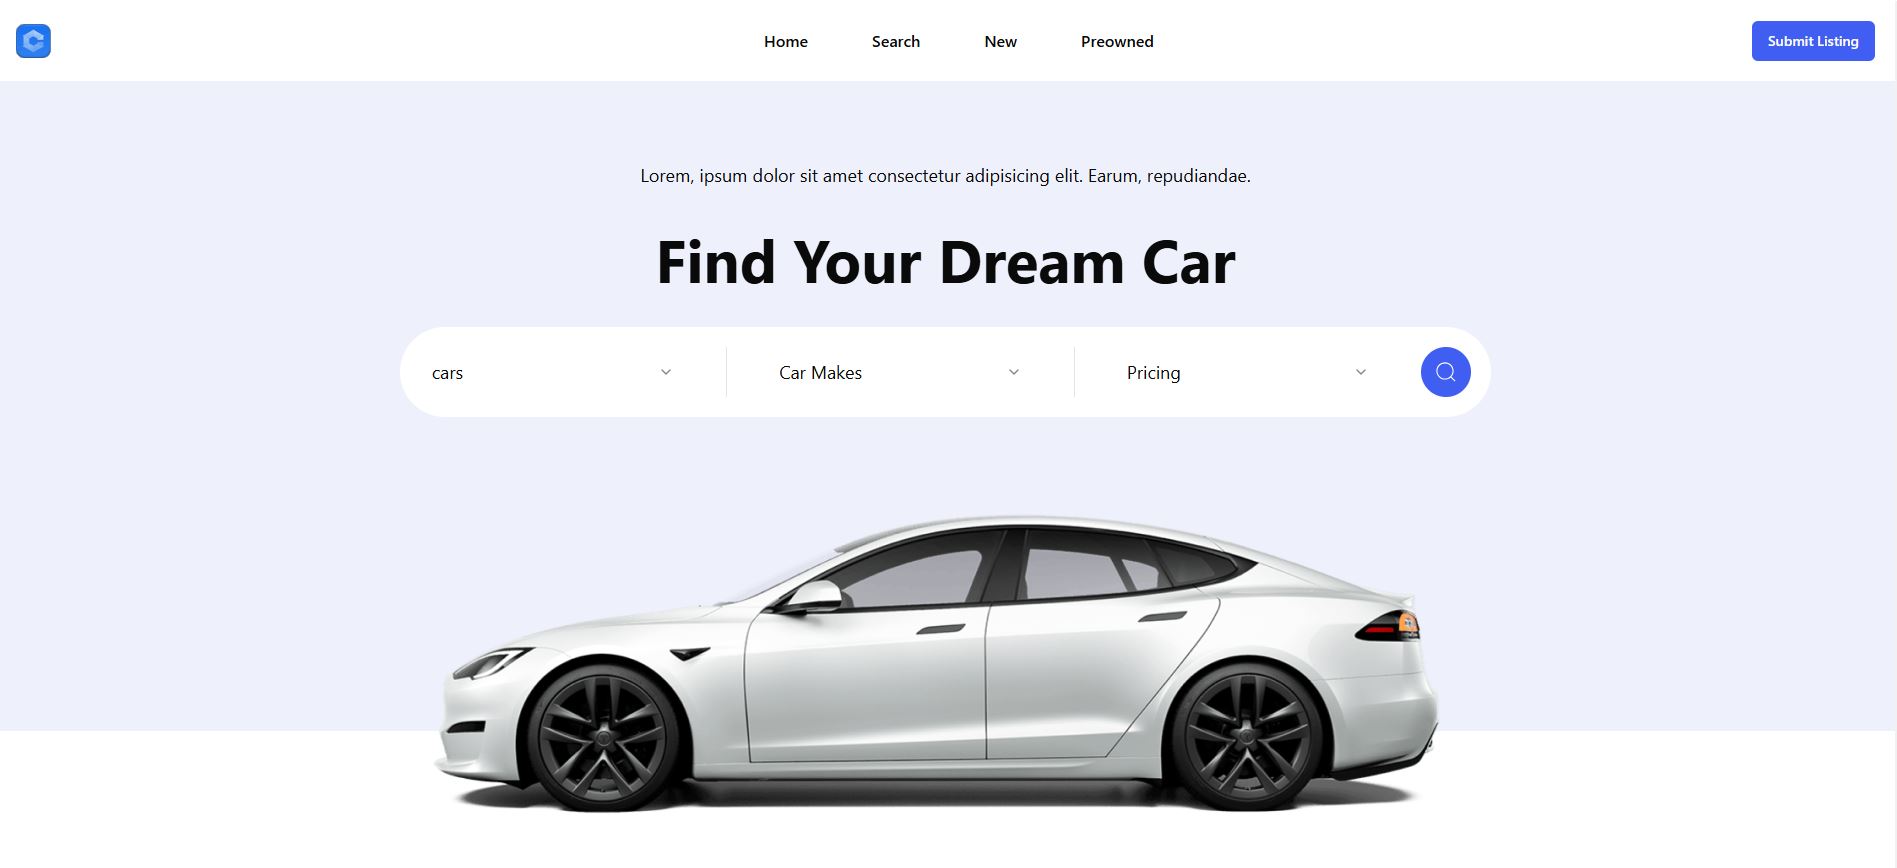 Home Search New Preowned Submit Listing
Lorem, ipsum dolor sit amet consectetur adipisicing elit. Earum, repudiandae.
Find Your Dream Car
cars Car Makes Pricing